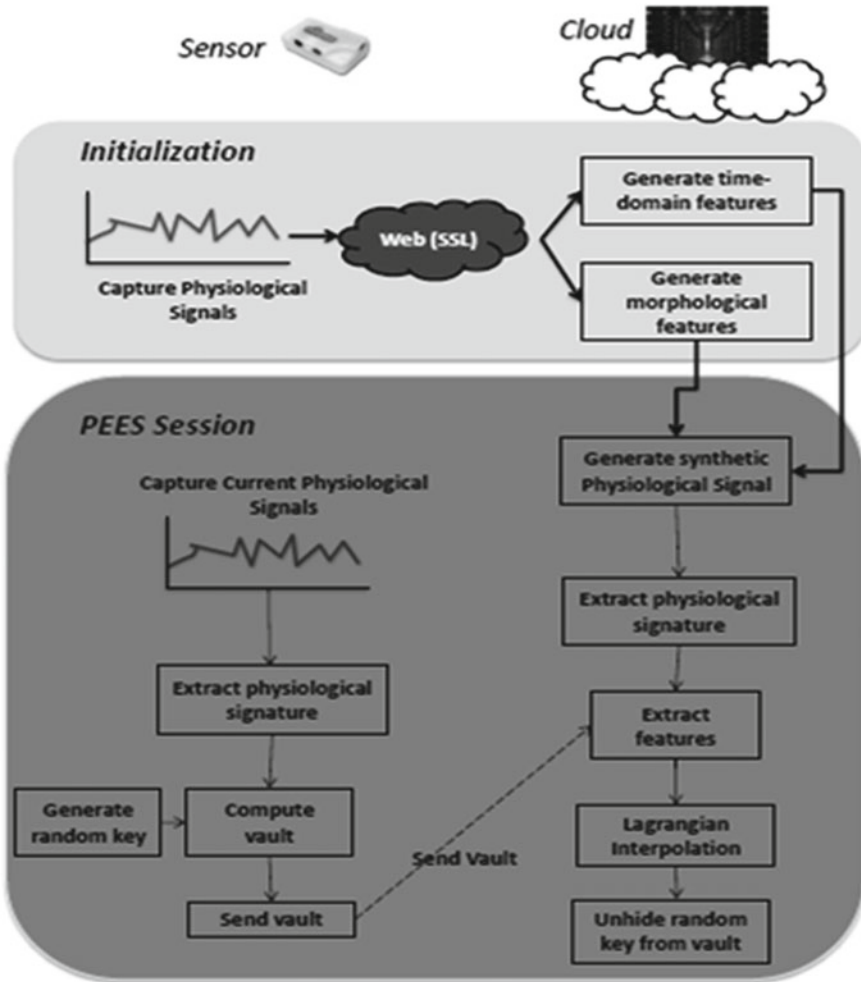 Sensor
Cloud
Initialization
Capture Physiological
Signals
Web (SSL)
Generate time-
domain features
Generate
morphological
features
PEES Session
Capture Current Physiological
Signals
Extract physiological
signature
Generate
random key
Compute
vault
Send vault
Send Vault
Generate synthetic
Physiological Signal
Extract physiological
signature
Extract
features
Lagrangian
Interpolation
Unhide random
key from vault